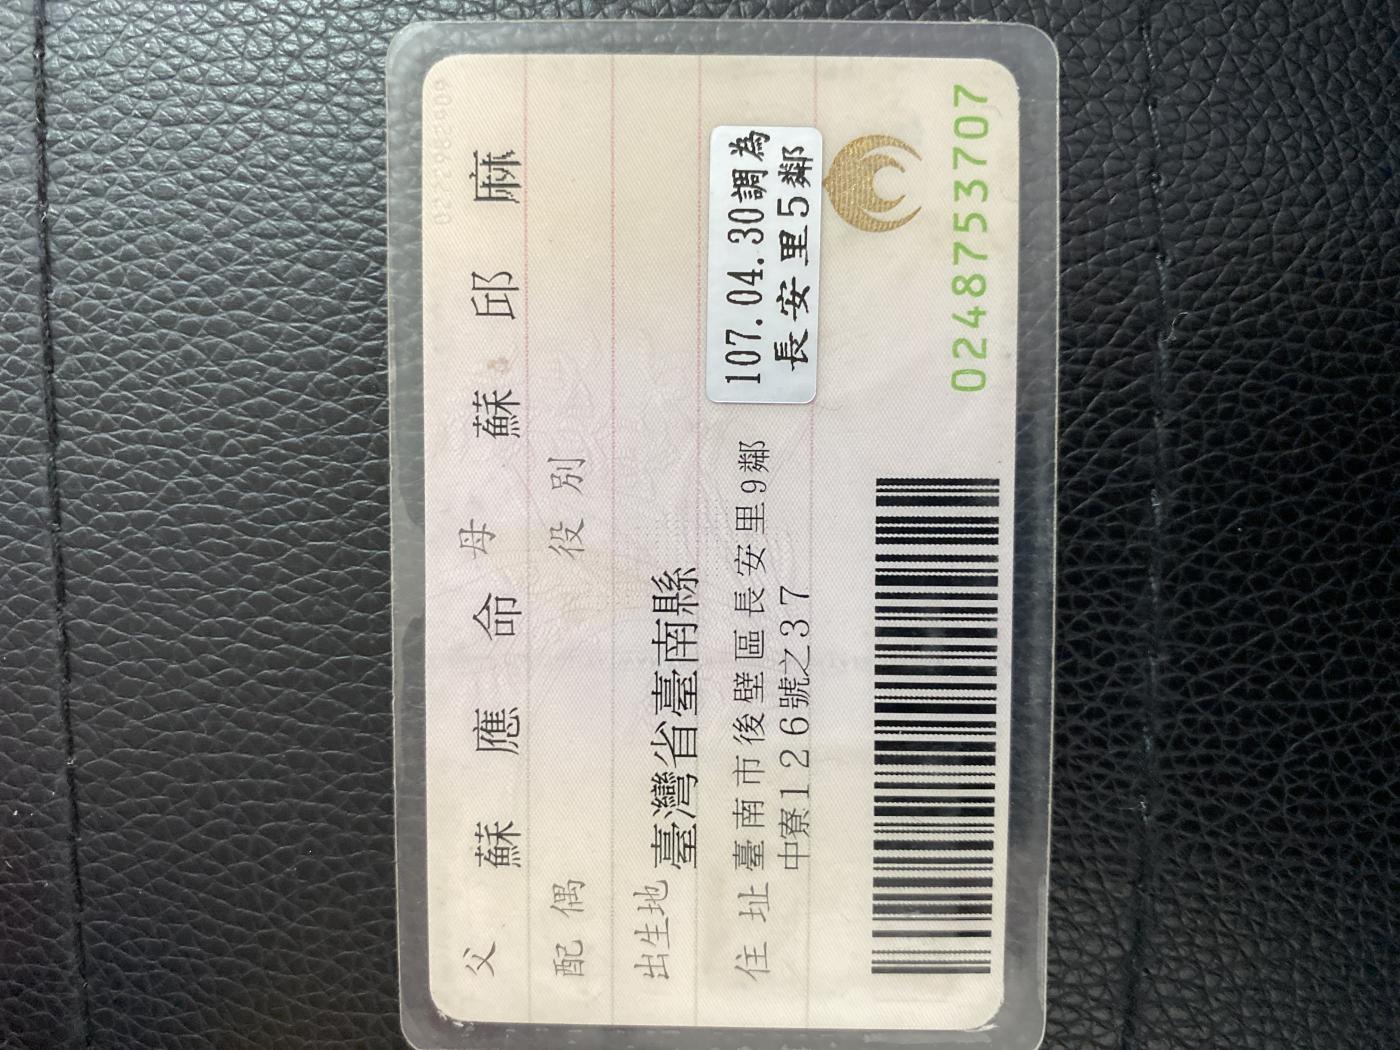 父 蘇應命 母 蘇邱麻
配偶 役別
出生地 臺灣省臺南縣
住址 臺南市後壁區長安里9鄰
中寮126號之37
107.04.30調為
長安里5鄰
0248753707